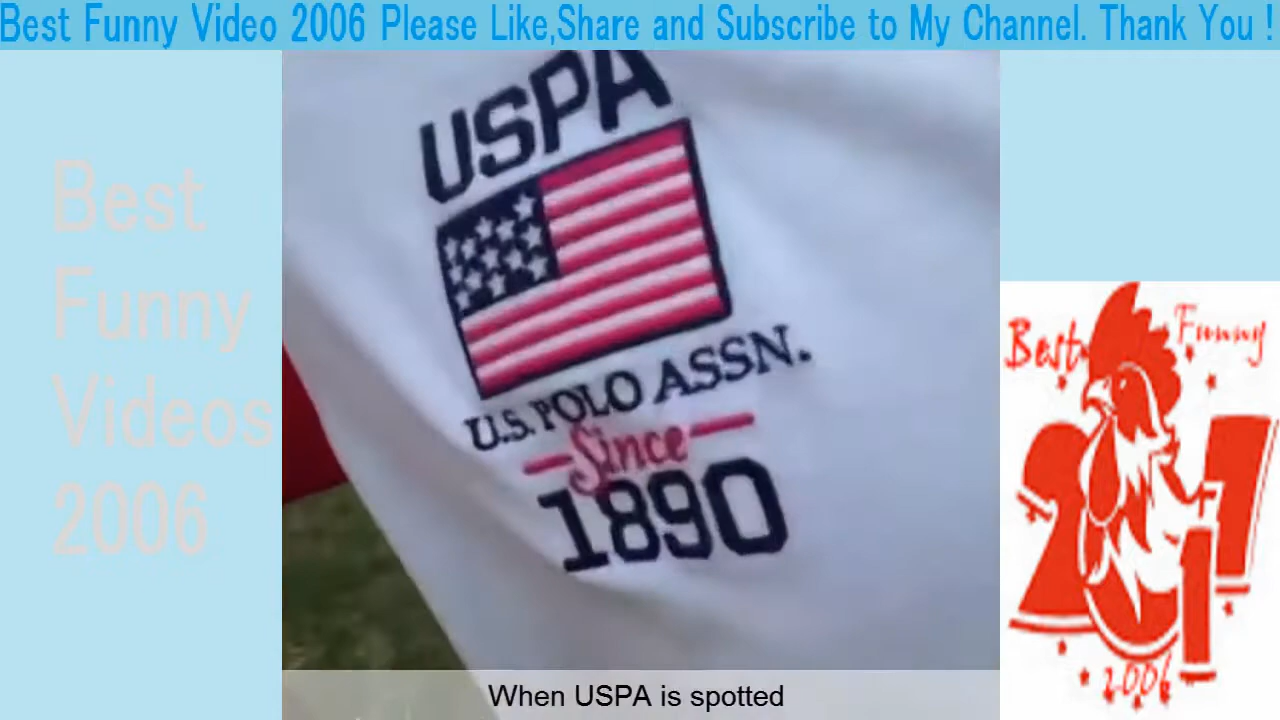 Best Funny Video 2006 Please Like,Share and Subscribe to My Channel. Thank You !
Best
Funny
Videos
2006
USPA
U.S. POLO ASSN.
Since
1890
When USPA is spotted
Best Funny
2017
2006